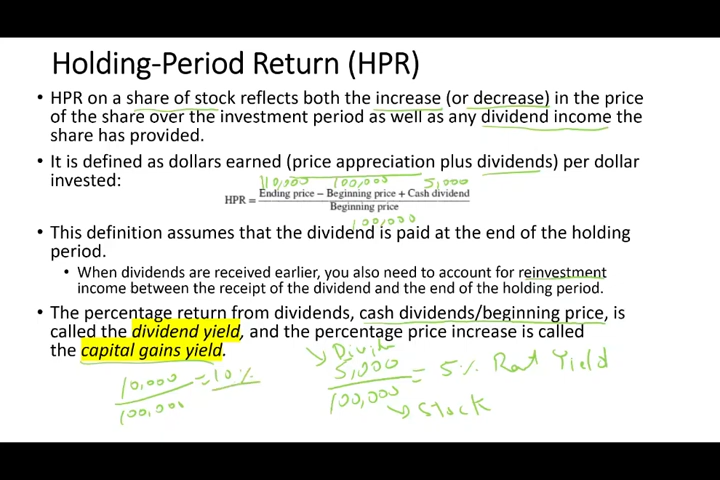 Holding-Period Return (HPR)
• HPR on a share of stock reflects both the increase (or decrease) in the price
of the share over the investment period as well as any dividend income the
share has provided.
• It is defined as dollars earned (price appreciation plus dividends) per dollar
invested:
110,000 100,000 5,000
HPR = Ending price − Beginning price + Cash dividend
Beginning price
100,000
• This definition assumes that the dividend is paid at the end of the holding
period.
• When dividends are received earlier, you also need to account for reinvestment
income between the receipt of the dividend and the end of the holding period.
• The percentage return from dividends, cash dividends/beginning price, is
called the dividend yield, and the percentage price increase is called
the capital gains yield.
10,000 = 10%
100,000
5,000 = 5% Yield
100,000
Stock